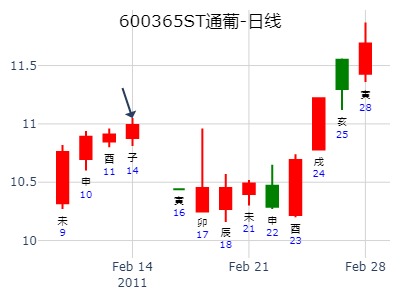 600365ST通葡-日线
11.5
11
10.5
10
未
9
申
10
酉
11
子
14
寅
16
卯
17
辰
18
未
21
申
22
酉
23
戌
24
亥
25
寅
28
Feb 14
2011
Feb 21
Feb 28